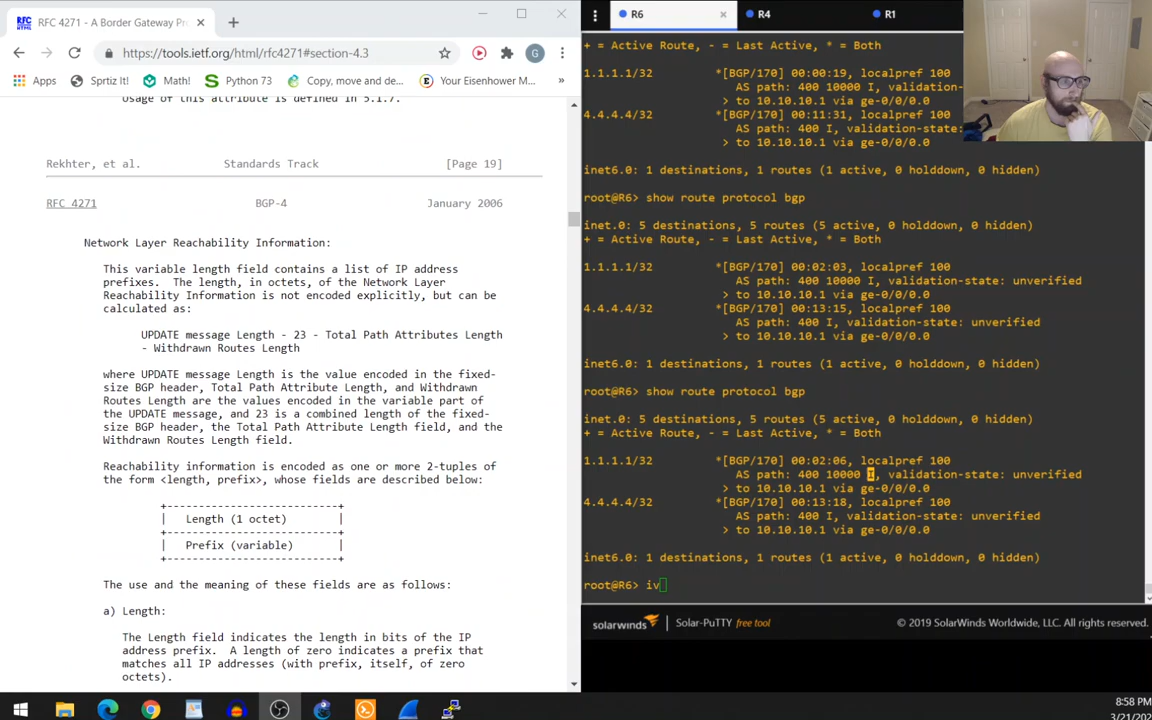 RFC 4271 - A Border Gateway Pro
https://tools.ietf.org/html/rfc4271#section-4.3
G
Apps
Sprtiz It!
Math!
Python 73
Copy, move and de
Your Eisenhower M
»
Usage of this attribute is defined in 5.1.7.
Rekhter, et al. Standards Track [Page 19]
RFC 4271 BGP-4 January 2006
Network Layer Reachability Information:
This variable length field contains a list of IP address
prefixes. The length, in octets, of the Network Layer
Reachability Information is not encoded explicitly, but can be
calculated as:
UPDATE message Length - 23 - Total Path Attributes Length
- Withdrawn Routes Length
where UPDATE message Length is the value encoded in the fixed-
size BGP header, Total Path Attribute Length, and Withdrawn
Routes Length are the values encoded in the variable part of
the UPDATE message, and 23 is a combined length of the fixed-
size BGP header, the Total Path Attribute Length field, and the
Withdrawn Routes Length field.
Reachability information is encoded as one or more 2-tuples of
the form <length, prefix>, whose fields are described below:
+---------------------------+
| Length (1 octet) |
+---------------------------+
| Prefix (variable) |
+---------------------------+
The use and the meaning of these fields are as follows:
a) Length:
The Length field indicates the length in bits of the IP
address prefix. A length of zero indicates a prefix that
matches all IP addresses (with prefix, itself, of zero
octets).
R6
R4
R1
+ = Active Route, - = Last Active, * = Both
1.1.1.1/32 *[BGP/170] 00:00:19, localpref 100
AS path: 400 10000 I, validation-
> to 10.10.10.1 via ge-0/0/0.0
4.4.4.4/32 *[BGP/170] 00:11:31, localpref 100
AS path: 400 I, validation-state:
> to 10.10.10.1 via ge-0/0/0.0
inet6.0: 1 destinations, 1 routes (1 active, 0 holddown, 0 hidden)
root@R6> show route protocol bgp
inet.0: 5 destinations, 5 routes (5 active, 0 holddown, 0 hidden)
+ = Active Route, - = Last Active, * = Both
1.1.1.1/32 *[BGP/170] 00:02:03, localpref 100
AS path: 400 10000 I, validation-state: unverified
> to 10.10.10.1 via ge-0/0/0.0
4.4.4.4/32 *[BGP/170] 00:13:15, localpref 100
AS path: 400 I, validation-state: unverified
> to 10.10.10.1 via ge-0/0/0.0
inet6.0: 1 destinations, 1 routes (1 active, 0 holddown, 0 hidden)
root@R6> show route protocol bgp
inet.0: 5 destinations, 5 routes (5 active, 0 holddown, 0 hidden)
+ = Active Route, - = Last Active, * = Both
1.1.1.1/32 *[BGP/170] 00:02:06, localpref 100
AS path: 400 10000 I, validation-state: unverified
> to 10.10.10.1 via ge-0/0/0.0
4.4.4.4/32 *[BGP/170] 00:13:18, localpref 100
AS path: 400 I, validation-state: unverified
> to 10.10.10.1 via ge-0/0/0.0
inet6.0: 1 destinations, 1 routes (1 active, 0 holddown, 0 hidden)
root@R6> iv
solarwinds Solar-PuTTY free tool © 2019 SolarWinds Worldwide, LLC. All rights reserved.
8:58 PM
3/21/202